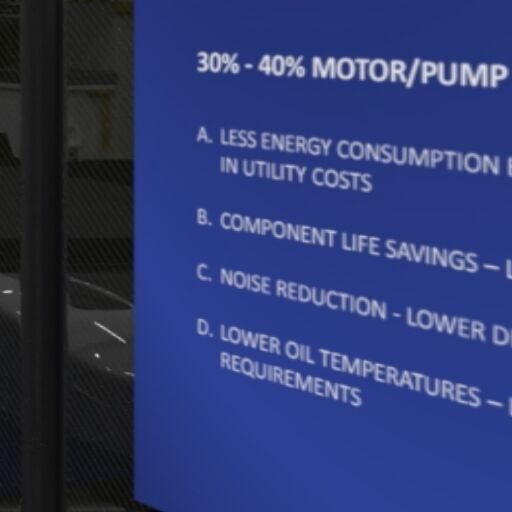 30% - 40% MOTOR/PUMP
A. LESS ENERGY CONSUMPTION
IN UTILITY COSTS
B. COMPONENT LIFE SAVINGS –
C. NOISE REDUCTION - LOWER
D. LOWER OIL TEMPERATURES –
REQUIREMENTS